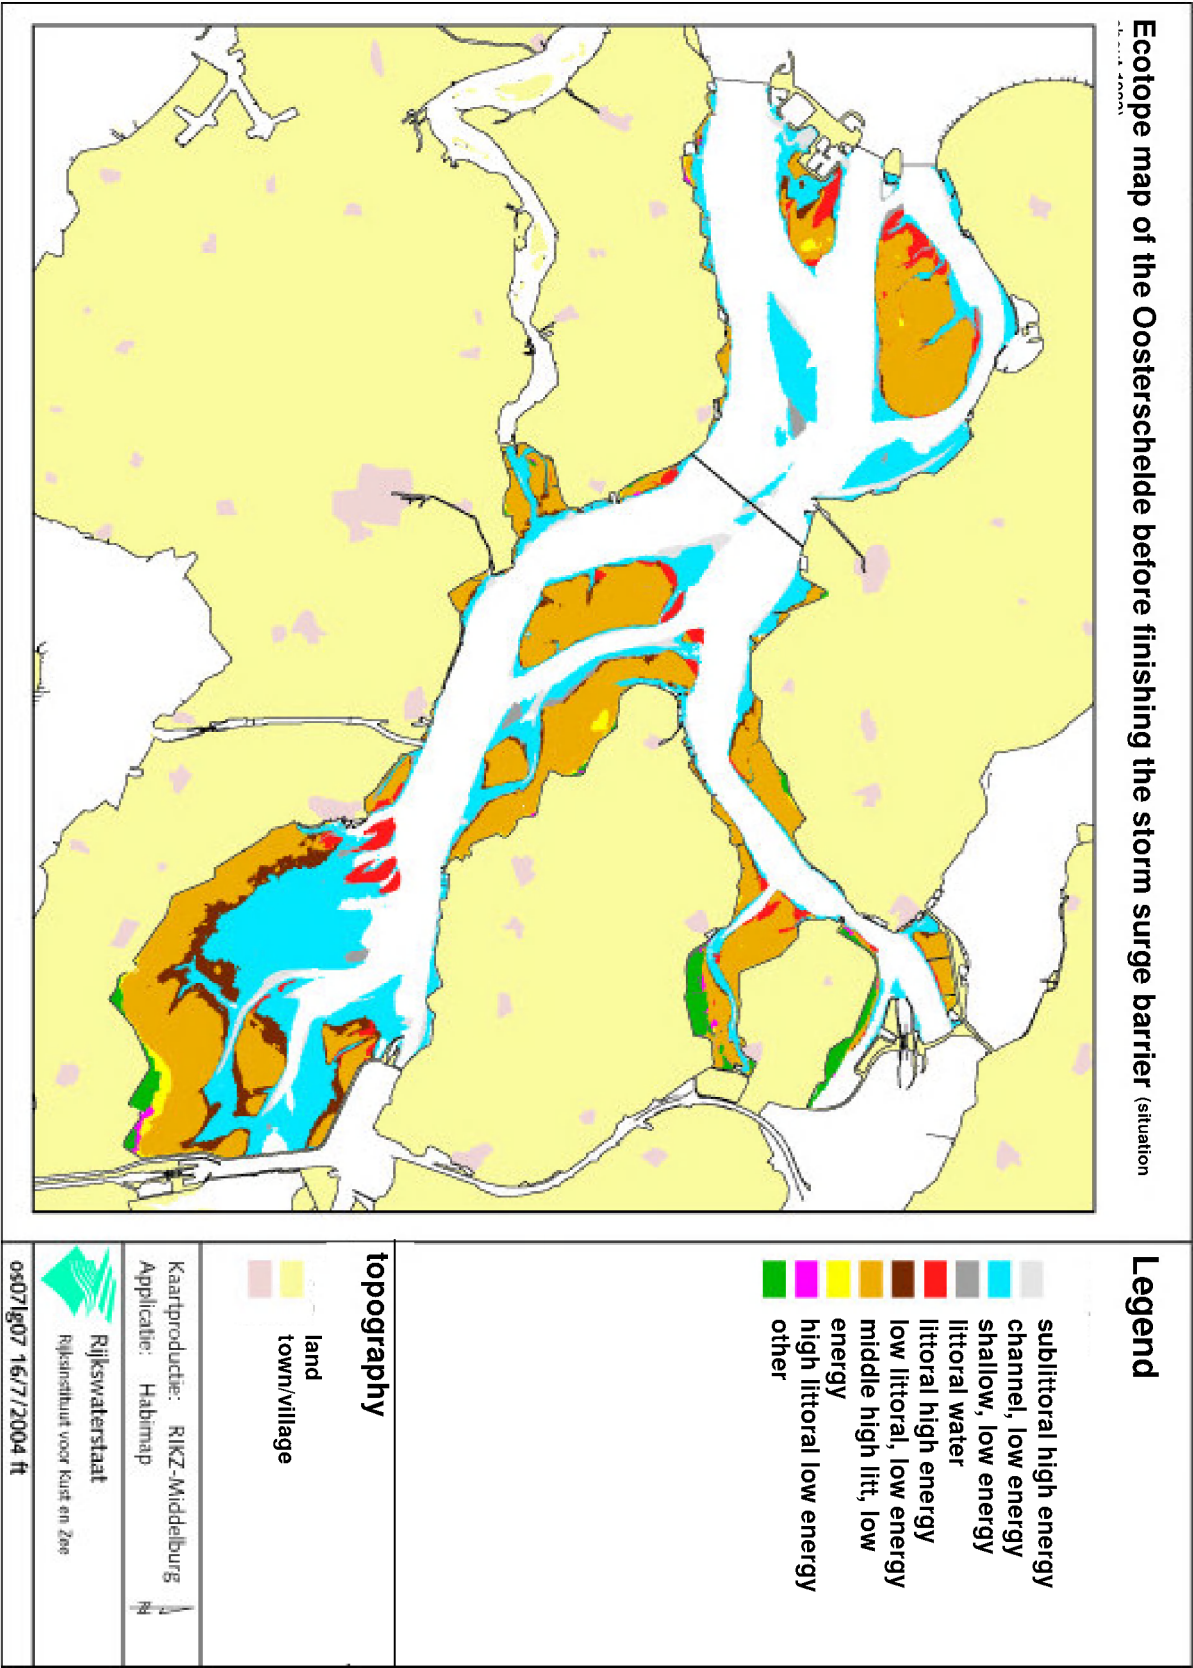 Ecotope map of the Oosterschelde before finishing the storm surge barrier (situation
Legend
sublittoral high energy
channel, low energy
shallow, low energy
littoral water
littoral high energy
low littoral, low energy
middle high litt, low
energy
high littoral low energy
other
topography
land
town/village
Kaartproductie: RIKZ-Middelburg
Applicatie: Habimap
Rijkswaterstaat
Rijksinstituut voor Kust en Zee
os07lg07 16/7/2004 ft